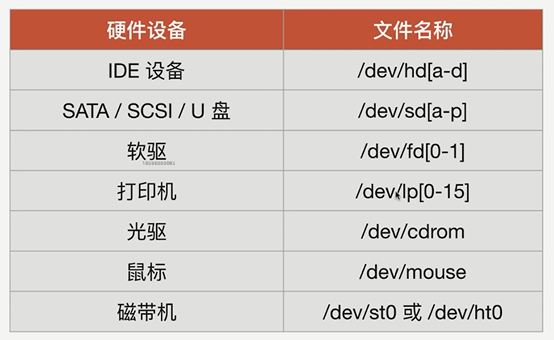 硬件设备 文件名称
IDE 设备 /dev/hd[a-d]
SATA / SCSI / U 盘 /dev/sd[a-p]
软驱 /dev/fd[0-1]
打印机 /dev/lp[0-15]
光驱 /dev/cdrom
鼠标 /dev/mouse
磁带机 /dev/st0 或 /dev/ht0